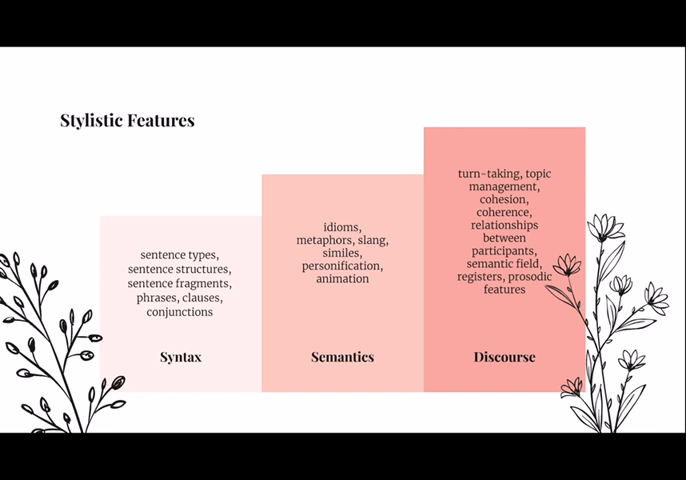 Stylistic Features
sentence types,
sentence structures,
sentence fragments,
phrases, clauses,
conjunctions
Syntax
idioms,
metaphors, slang,
similes,
personification,
animation
Semantics
turn-taking, topic
management,
cohesion,
coherence,
relationships
between
participants,
semantic field,
registers, prosodic
features
Discourse